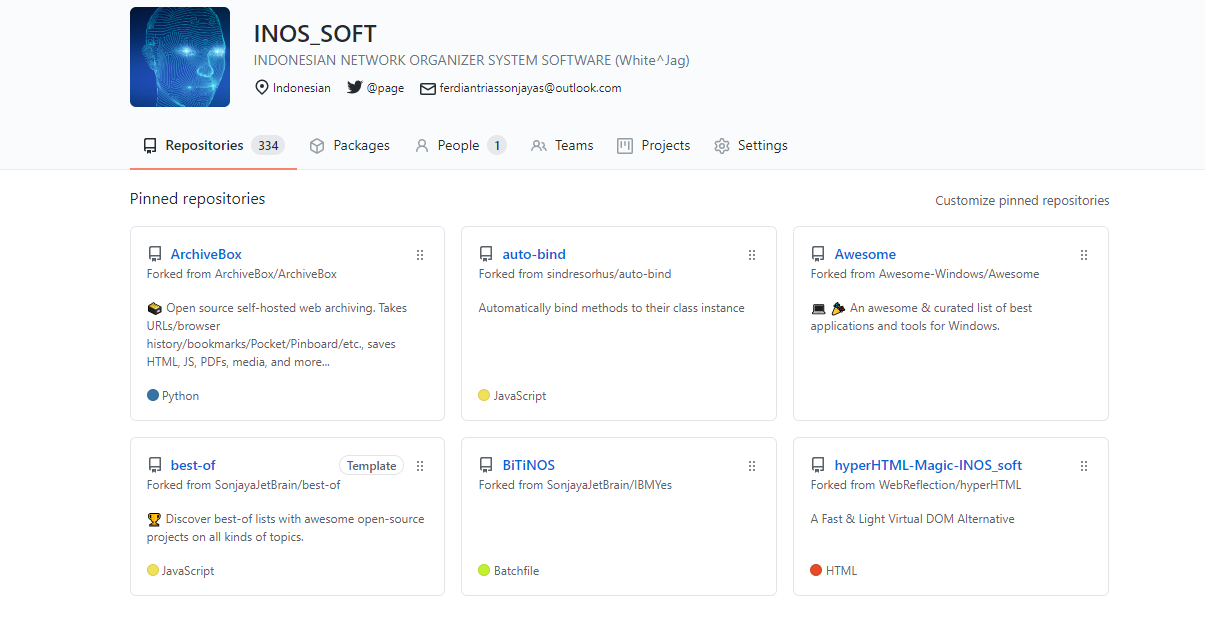 INOS_SOFT
INDONESIAN NETWORK ORGANIZER SYSTEM SOFTWARE (White^Jag)
Indonesian @page ferdiantriassonjayas@outlook.com
Repositories 334 Packages People 1 Teams Projects Settings
Pinned repositories
Customize pinned repositories
ArchiveBox
Forked from ArchiveBox/ArchiveBox
Open source self-hosted web archiving. Takes
URLs/browser
history/bookmarks/Pocket/Pinboard/etc., saves
HTML, JS, PDFs, media, and more...
Python
auto-bind
Forked from sindresorhus/auto-bind
Automatically bind methods to their class instance
JavaScript
Awesome
Forked from Awesome-Windows/Awesome
An awesome & curated list of best
applications and tools for Windows.
best-of Template
Forked from SonjayaJetBrain/best-of
Discover best-of lists with awesome open-source
projects on all kinds of topics.
JavaScript
BiTiNOS
Forked from SonjayaJetBrain/IBMYes
Batchfile
hyperHTML-Magic-INOS_soft
Forked from WebReflection/hyperHTML
A Fast & Light Virtual DOM Alternative
HTML